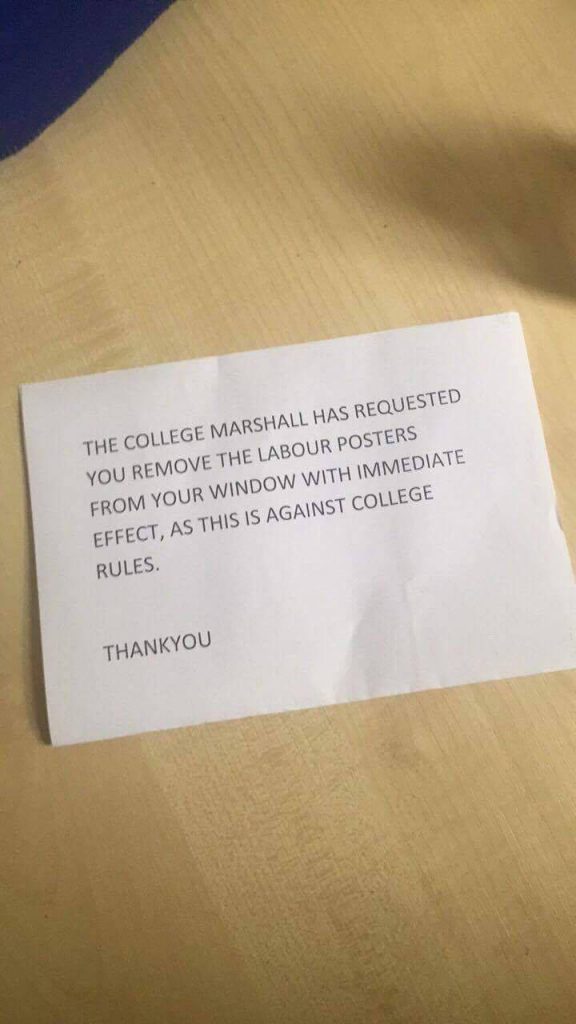 THE COLLEGE MARSHALL HAS REQUESTED
YOU REMOVE THE LABOUR POSTERS
FROM YOUR WINDOW WITH IMMEDIATE
EFFECT, AS THIS IS AGAINST COLLEGE
RULES.
THANKYOU